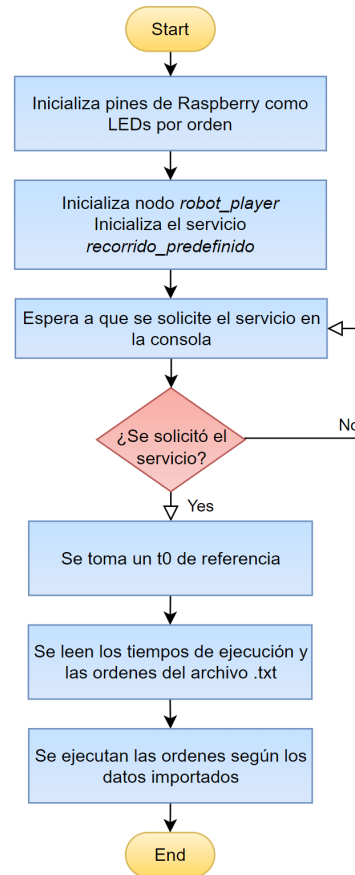 Start
Inicializa pines de Raspberry como
LEDs por orden
Inicializa nodo robot_player
Inicializa el servicio
recorrido_predefinido
Espera a que se solicite el servicio en
la consola
¿Se solicitó el
servicio?
No
Yes
Se toma un t0 de referencia
Se leen los tiempos de ejecución y
las ordenes del archivo .txt
Se ejecutan las ordenes según los
datos importados
End